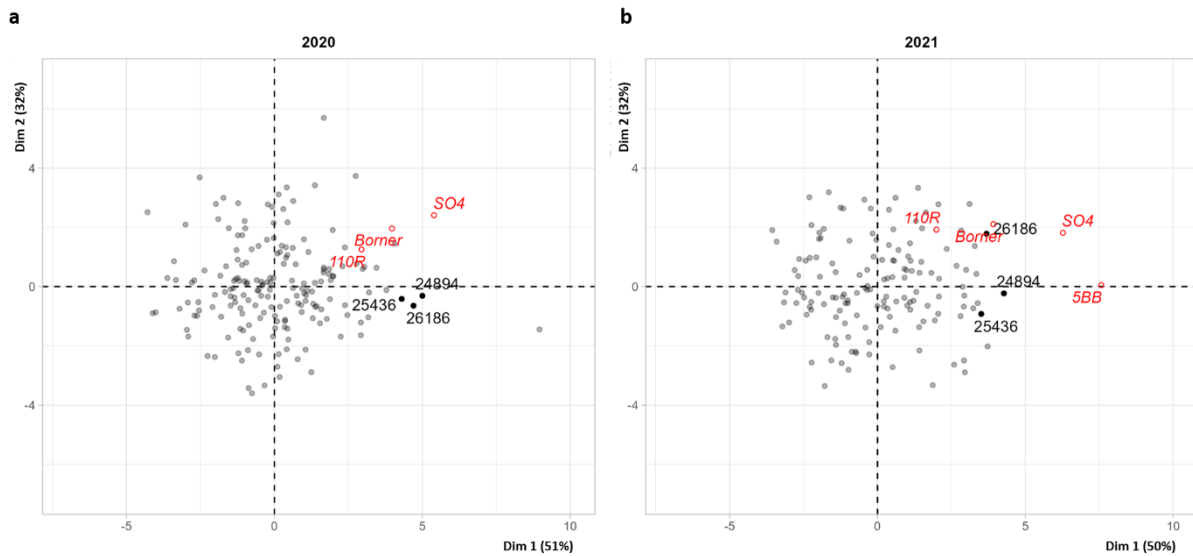 a
2020
Dim 2 (32%)
4
0
-4
-5
0
5
10
Dim 1 (51%)
SO4
Borner
110R
24894
25436
26186
b
2021
Dim 2 (32%)
4
0
-4
-5
0
5
10
Dim 1 (50%)
110R
Borner
26186
SO4
24894
5BB
25436